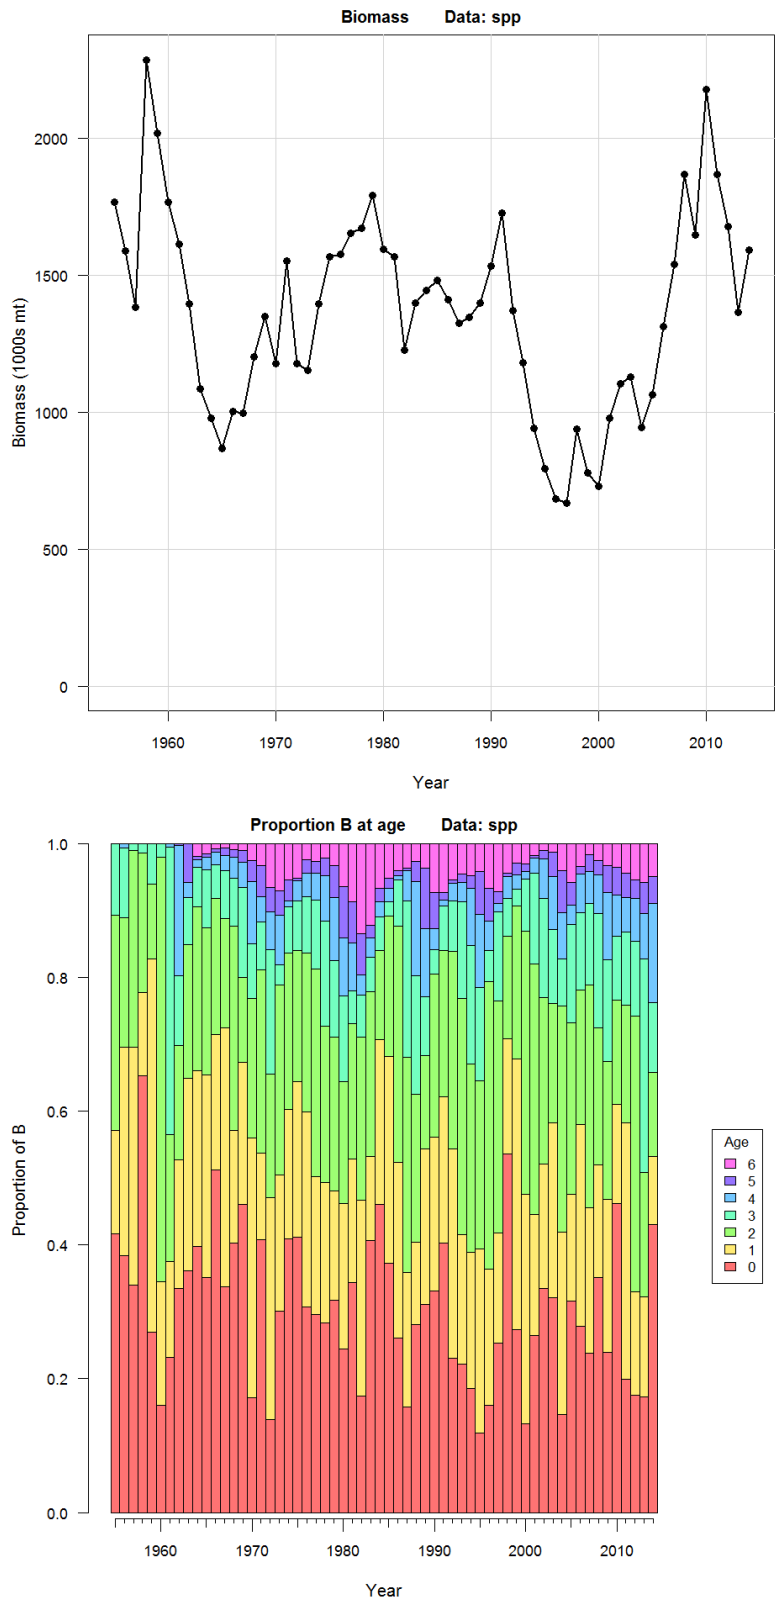 Biomass Data: spp
2000
1500
1000
500
0
Biomass (1000s mt)
1960 1970 1980 1990 2000 2010
Year
Proportion B at age Data: spp
1.0
0.8
0.6
0.4
0.2
0.0
Proportion of B
Age
6
5
4
3
2
1
0
1960 1970 1980 1990 2000 2010
Year